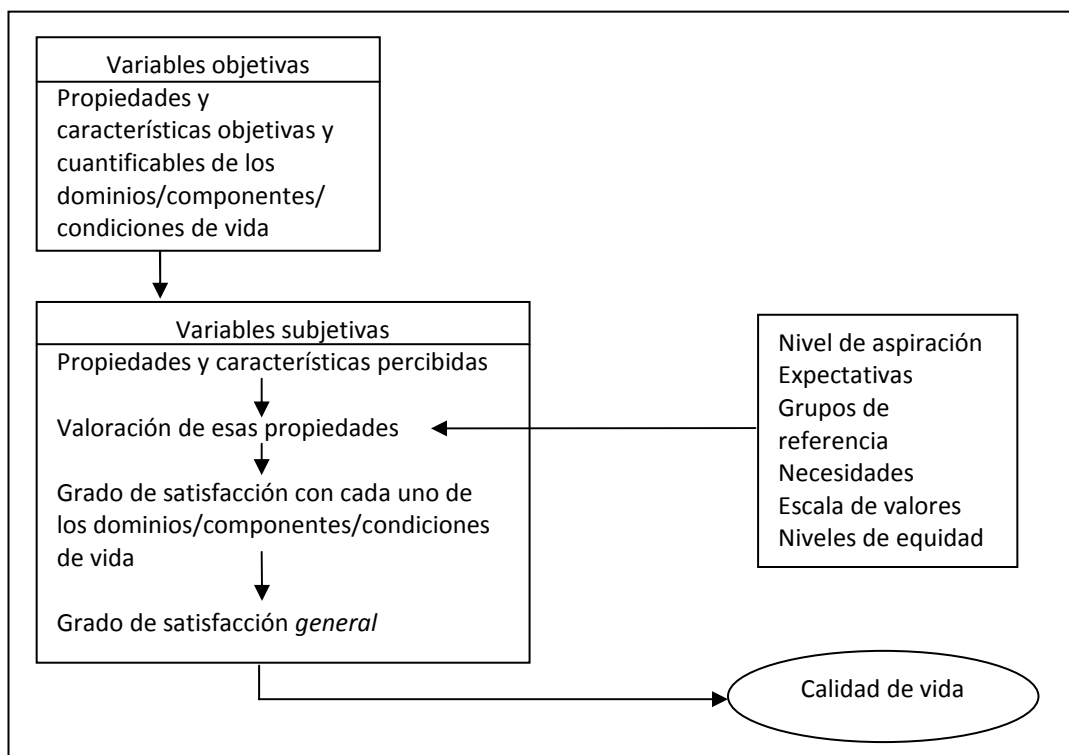 Variables objetivas
Propiedades y
características objetivas y
cuantificables de los
dominios/componentes/
condiciones de vida
Variables subjetivas
Propiedades y características percibidas
Valoración de esas propiedades
Grado de satisfacción con cada uno de
los dominios/componentes/condiciones
de vida
Grado de satisfacción general
Nivel de aspiración
Expectativas
Grupos de
referencia
Necesidades
Escala de valores
Niveles de equidad
Calidad de vida